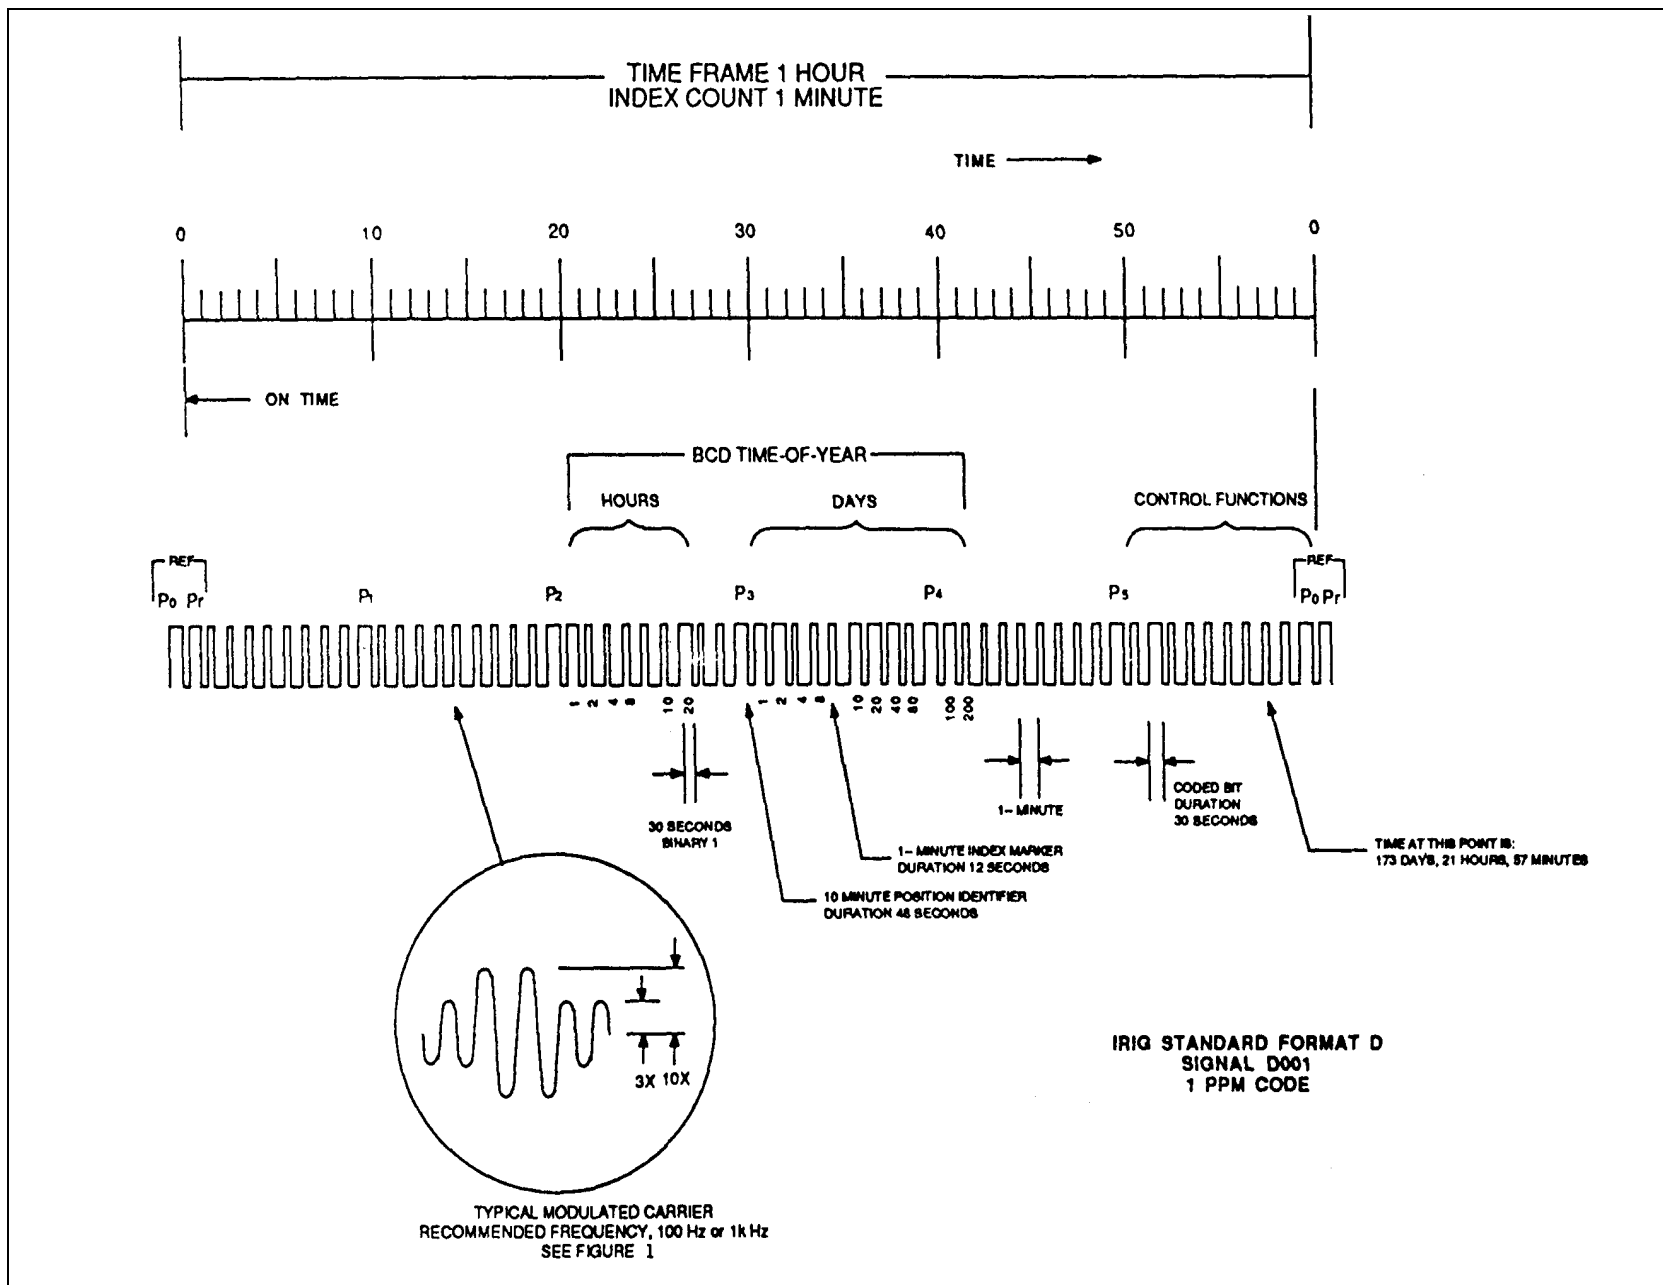 TIME FRAME 1 HOUR
INDEX COUNT 1 MINUTE
TIME
0 10 20 30 40 50 0
ON TIME
BCD TIME-OF-YEAR
HOURS DAYS CONTROL FUNCTIONS
REF REF
P0 Pr P1 P2 P3 P4 P5 P0 Pr
1 2 4 8 10 20 1 2 4 8 10 20 40 80 100 200
30 SECONDS
BINARY 1
1- MINUTE
CODED BIT
DURATION
30 SECONDS
1- MINUTE INDEX MARKER
DURATION 12 SECONDS
10 MINUTE POSITION IDENTIFIER
DURATION 48 SECONDS
TIME AT THIS POINT IS:
173 DAYS, 21 HOURS, 57 MINUTES
3X 10X
IRIG STANDARD FORMAT D
SIGNAL D001
1 PPM CODE
TYPICAL MODULATED CARRIER
RECOMMENDED FREQUENCY, 100 Hz or 1k Hz
SEE FIGURE 1